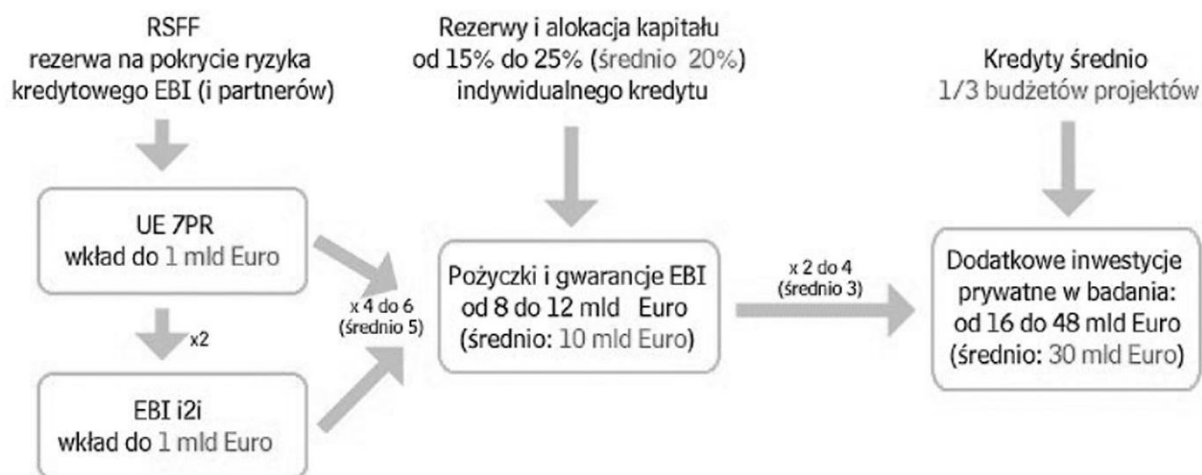 RSFF
rezerwa na pokrycie ryzyka
kredytowego EBI (i partnerów)
Rezerwy i alokacja kapitału
od 15% do 25% (średnio 20%)
indywidualnego kredytu
Kredyty średnio
1/3 budżetów projektów
UE 7PR
wkład do 1 mld Euro
x2
EBI i2i
wkład do 1 mld Euro
x 4 do 6
(średnio 5)
Pożyczki i gwarancje EBI
od 8 do 12 mld Euro
(średnio: 10 mld Euro)
x 2 do 4
(średnio 3)
Dodatkowe inwestycje
prywatne w badania:
od 16 do 48 mld Euro
(średnio: 30 mld Euro)